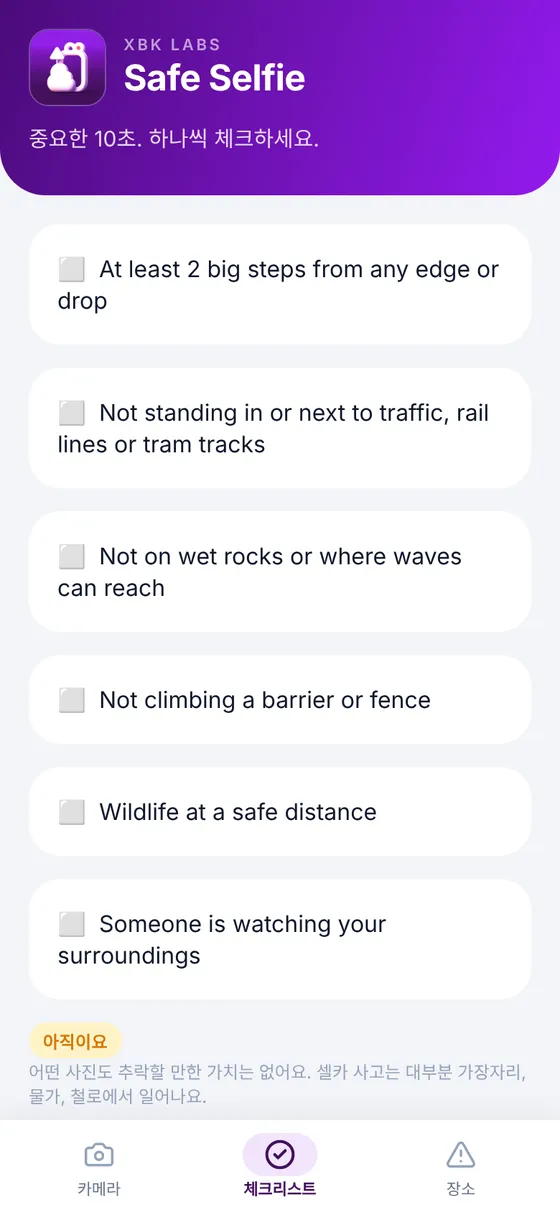 XBK LABS
Safe Selfie
중요한 10초. 하나씩 체크하세요.
At least 2 big steps from any edge or
drop
Not standing in or next to traffic, rail
lines or tram tracks
Not on wet rocks or where waves
can reach
Not climbing a barrier or fence
Wildlife at a safe distance
Someone is watching your
surroundings
아직이요
어떤 사진도 추락할 만한 가치는 없어요. 셀카 사고는 대부분 가장자리,
물가, 철로에서 일어나요.
카메라
체크리스트
장소